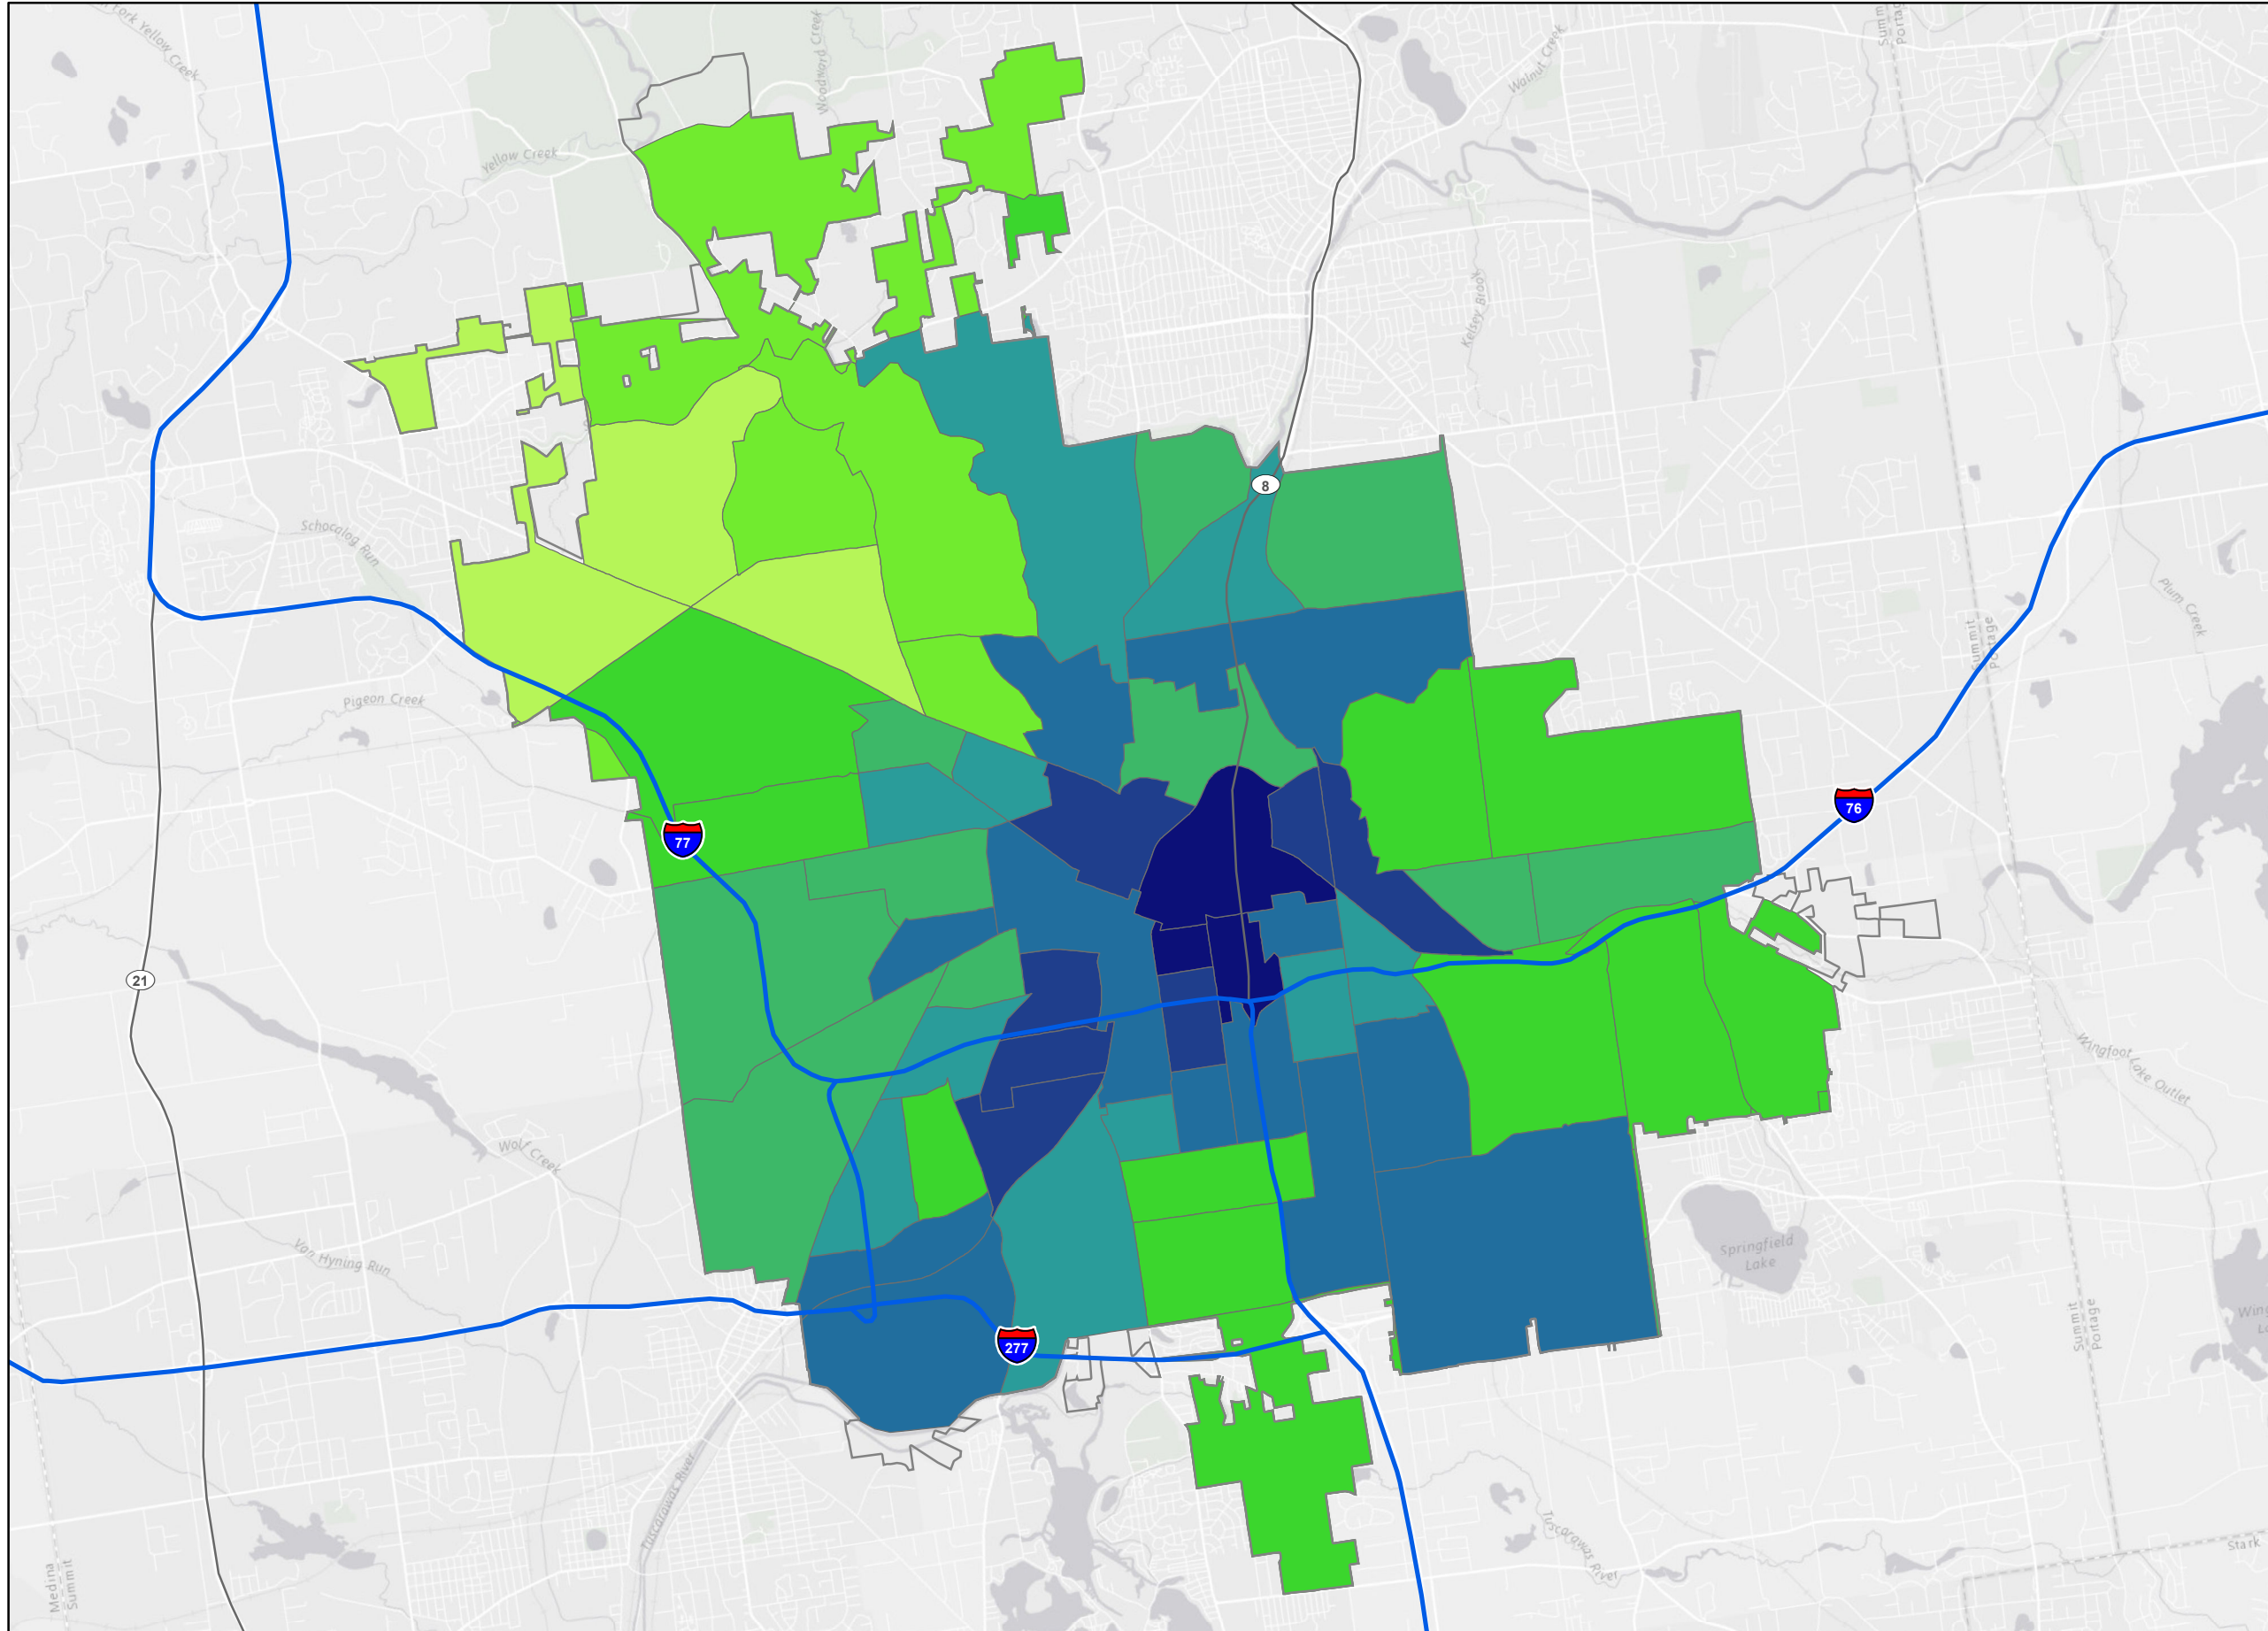 Fork Yellow Creek
Woodward Creek
Summ
Portag
Walnut Creek
Yellow Creek
Kelsey Brook
8
Schocalog Run
Plum Creek
Summit
Portage
Pigeon Creek
76
77
21
Wingfoot Lake Outlet
Wolf Creek
Van Hyning Run
Springfield
Lake
Summit
Portage
277
Tuscarawas River
Tuscarawas River
Stark
Medina
Summit